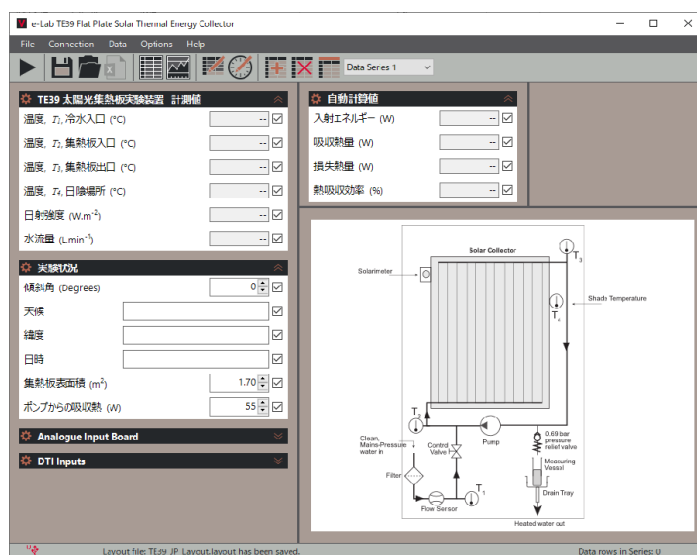 e-Lab TE39 Flat Plate Solar Thermal Energy Collector
File Connection Data Options Help
Data Series 1
TE39 太陽光集熱板実験装置 計測値
温度, T1, 冷水入口 (°C) --
温度, T2, 集熱板入口 (°C) --
温度, T3, 集熱板出口 (°C) --
温度, T4, 日陰場所 (°C) --
日射強度 (W.m-2) --
水流量 (L.min-1) --
実験状況
傾斜角 (Degrees) 0
天候
緯度
日時
集熱板表面積 (m2) 1.70
ポンプからの吸収熱 (W) 55
Analogue Input Board
DTI Inputs
自動計算値
入射エネルギー (W) --
吸収熱量 (W) --
損失熱量 (W) --
熱吸収効率 (%) --
Solar Collector
T3
Solarimeter
Shade Temperature
T4
T2
Clean,
Mains-Pressure
water in
Control
Valve
Pump
0.69 bar
pressure
relief valve
Measuring
Vessel
Filter
T1
Drain Tray
Flow Sensor
Heated water out
Layout file: TE39_JP_Layout.layout has been saved.
Data rows in Series: 0